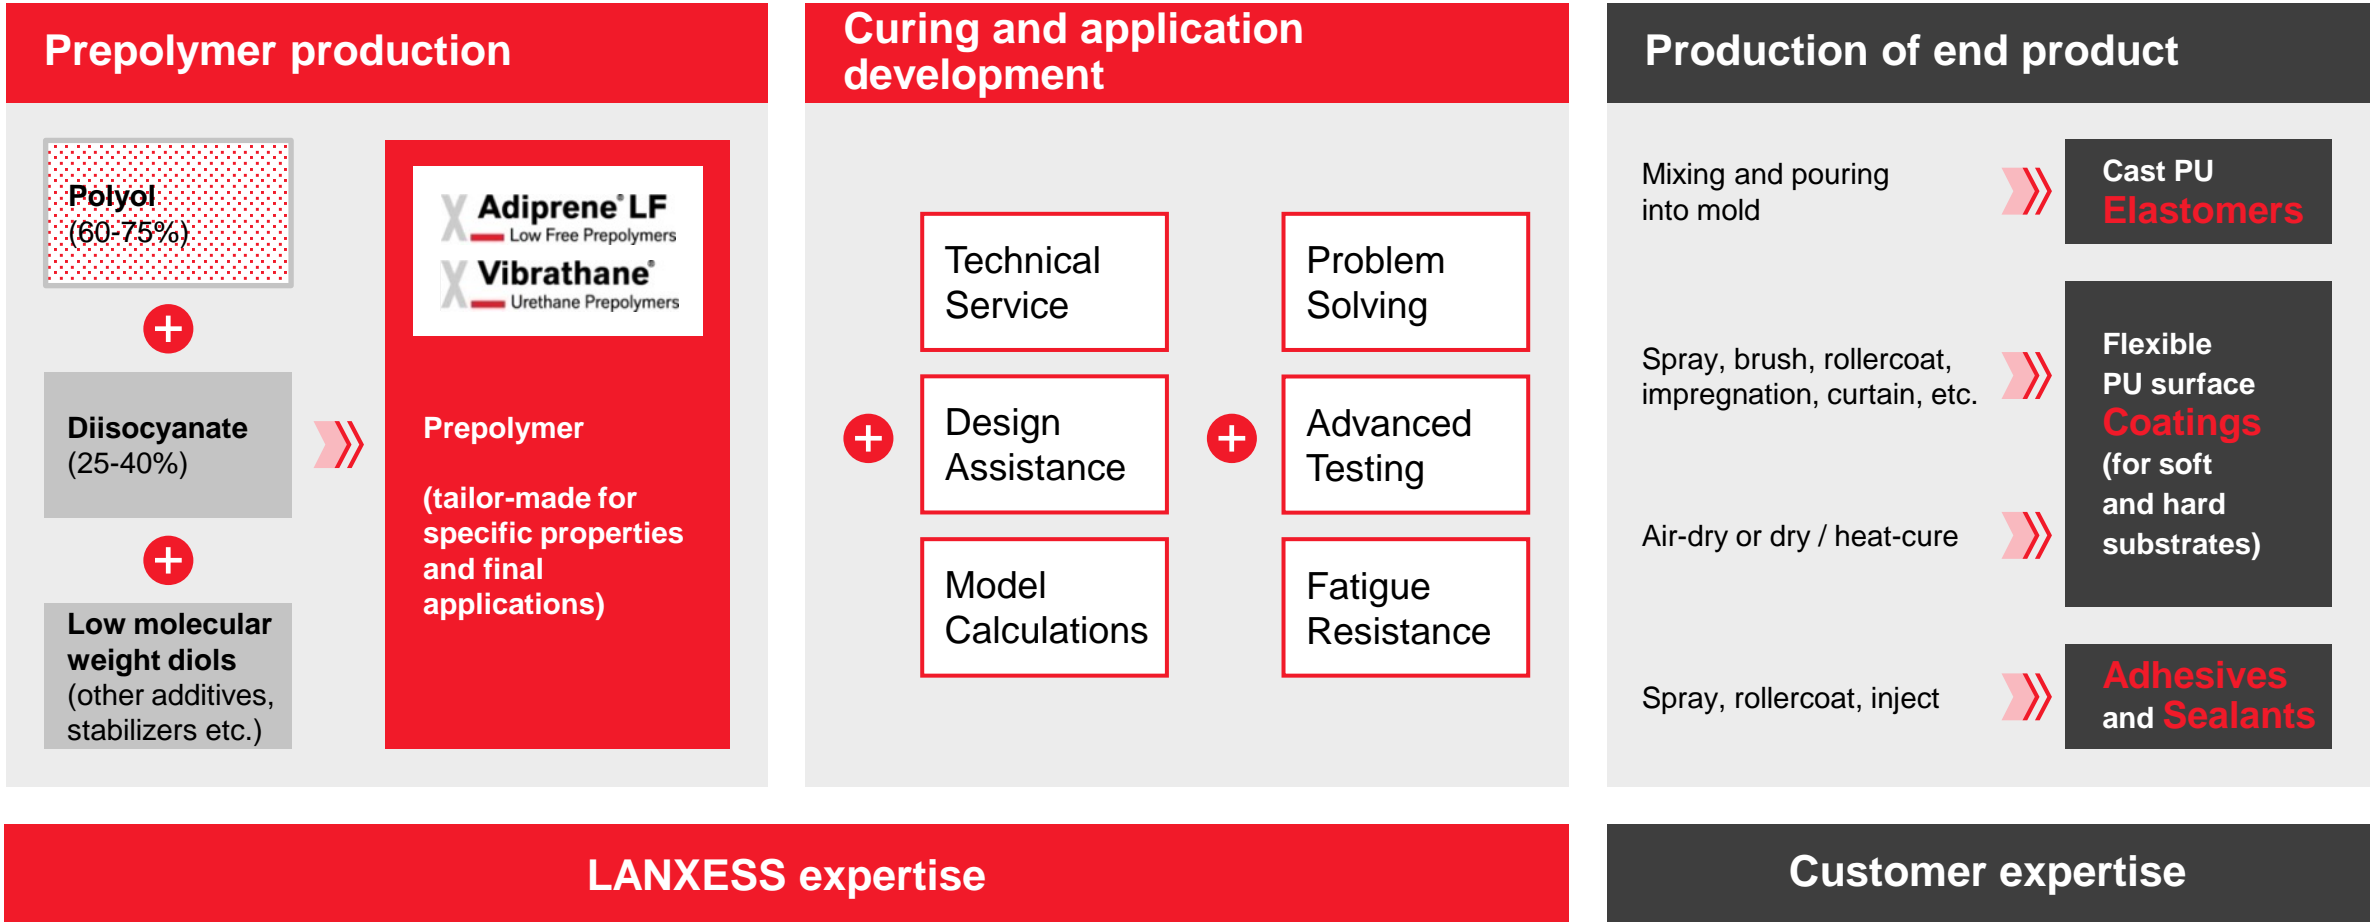 Prepolymer production
Polyol
(60-75%)
Diisocyanate
(25-40%)
Low molecular
weight diols
(other additives,
stabilizers etc.)
X Adiprene® LF
Low Free Prepolymers
X Vibrathane®
Urethane Prepolymers
Prepolymer
(tailor-made for
specific properties
and final
applications)
Curing and application
development
Technical
Service
Design
Assistance
Model
Calculations
Problem
Solving
Advanced
Testing
Fatigue
Resistance
Production of end product
Mixing and pouring
into mold
Cast PU
Elastomers
Spray, brush, rollercoat,
impregnation, curtain, etc.
Air-dry or dry / heat-cure
Flexible
PU surface
Coatings
(for soft
and hard
substrates)
Spray, rollercoat, inject
Adhesives
and Sealants
LANXESS expertise
Customer expertise